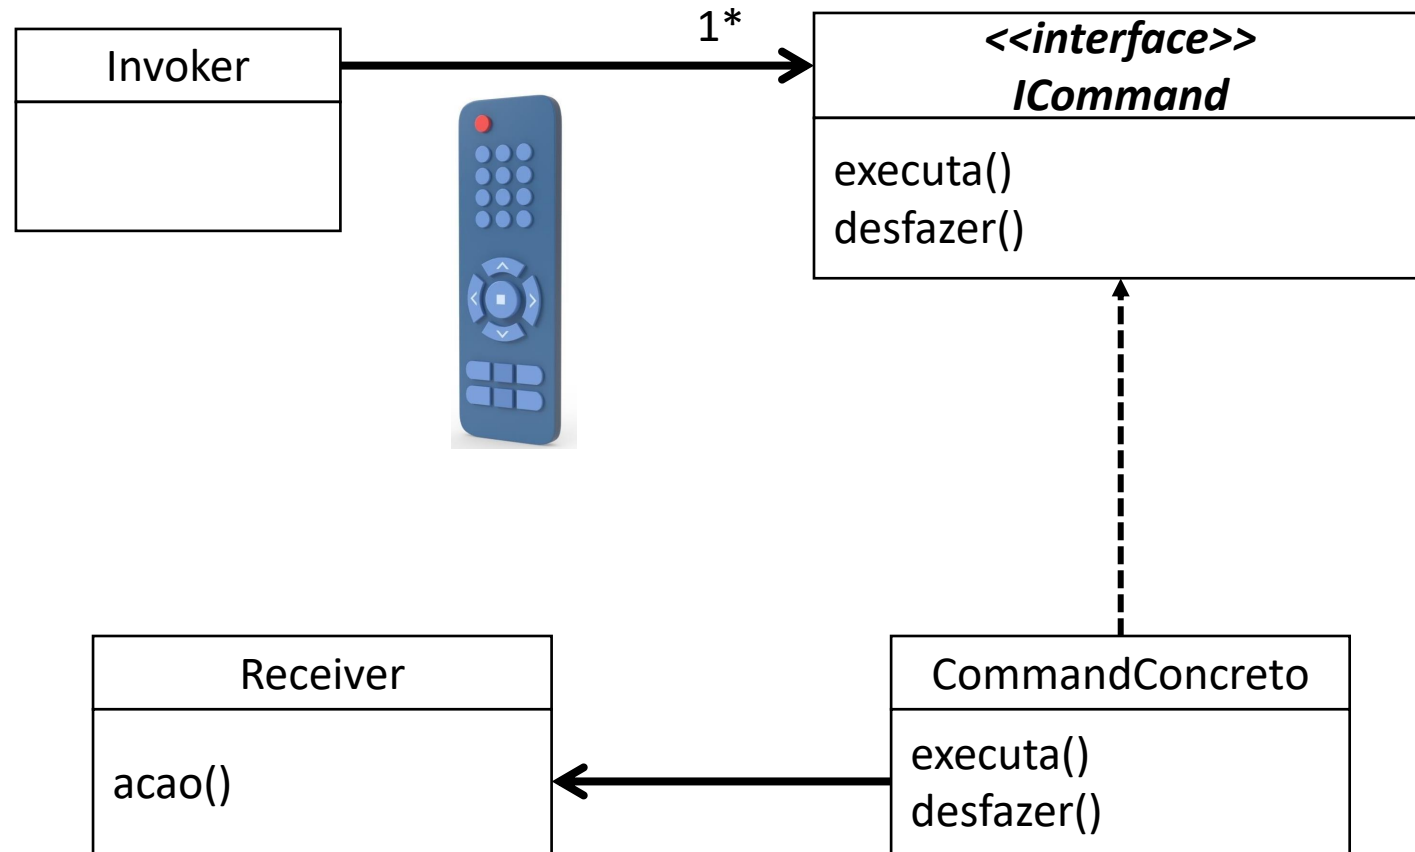 Invoker
1*
<<interface>>
ICommand
executa()
desfazer()
Receiver
acao()
CommandConcreto
executa()
desfazer()